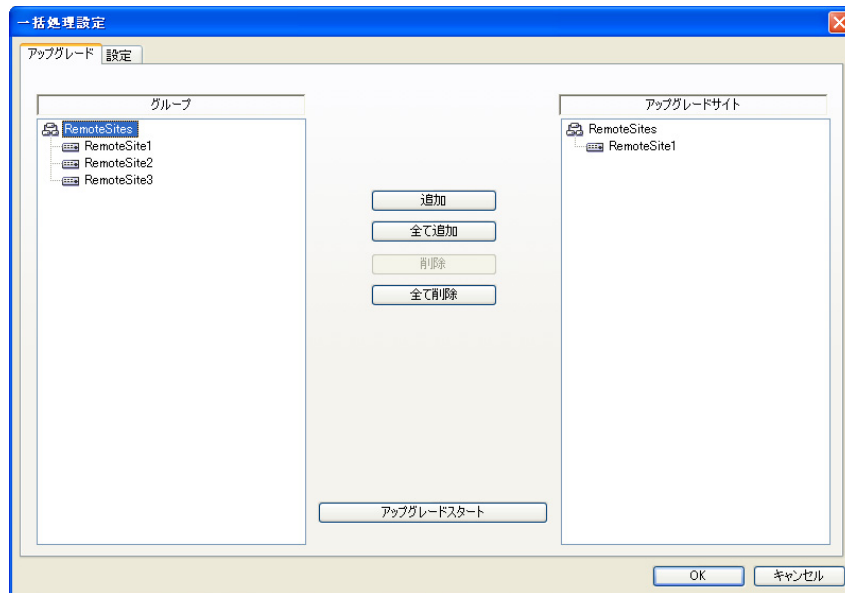 一括処理設定
アップグレード 設定
グループ
RemoteSites
RemoteSite1
RemoteSite2
RemoteSite3
追加
全て追加
削除
全て削除
アップグレードスタート
アップグレードサイト
RemoteSites
RemoteSite1
OK キャンセル